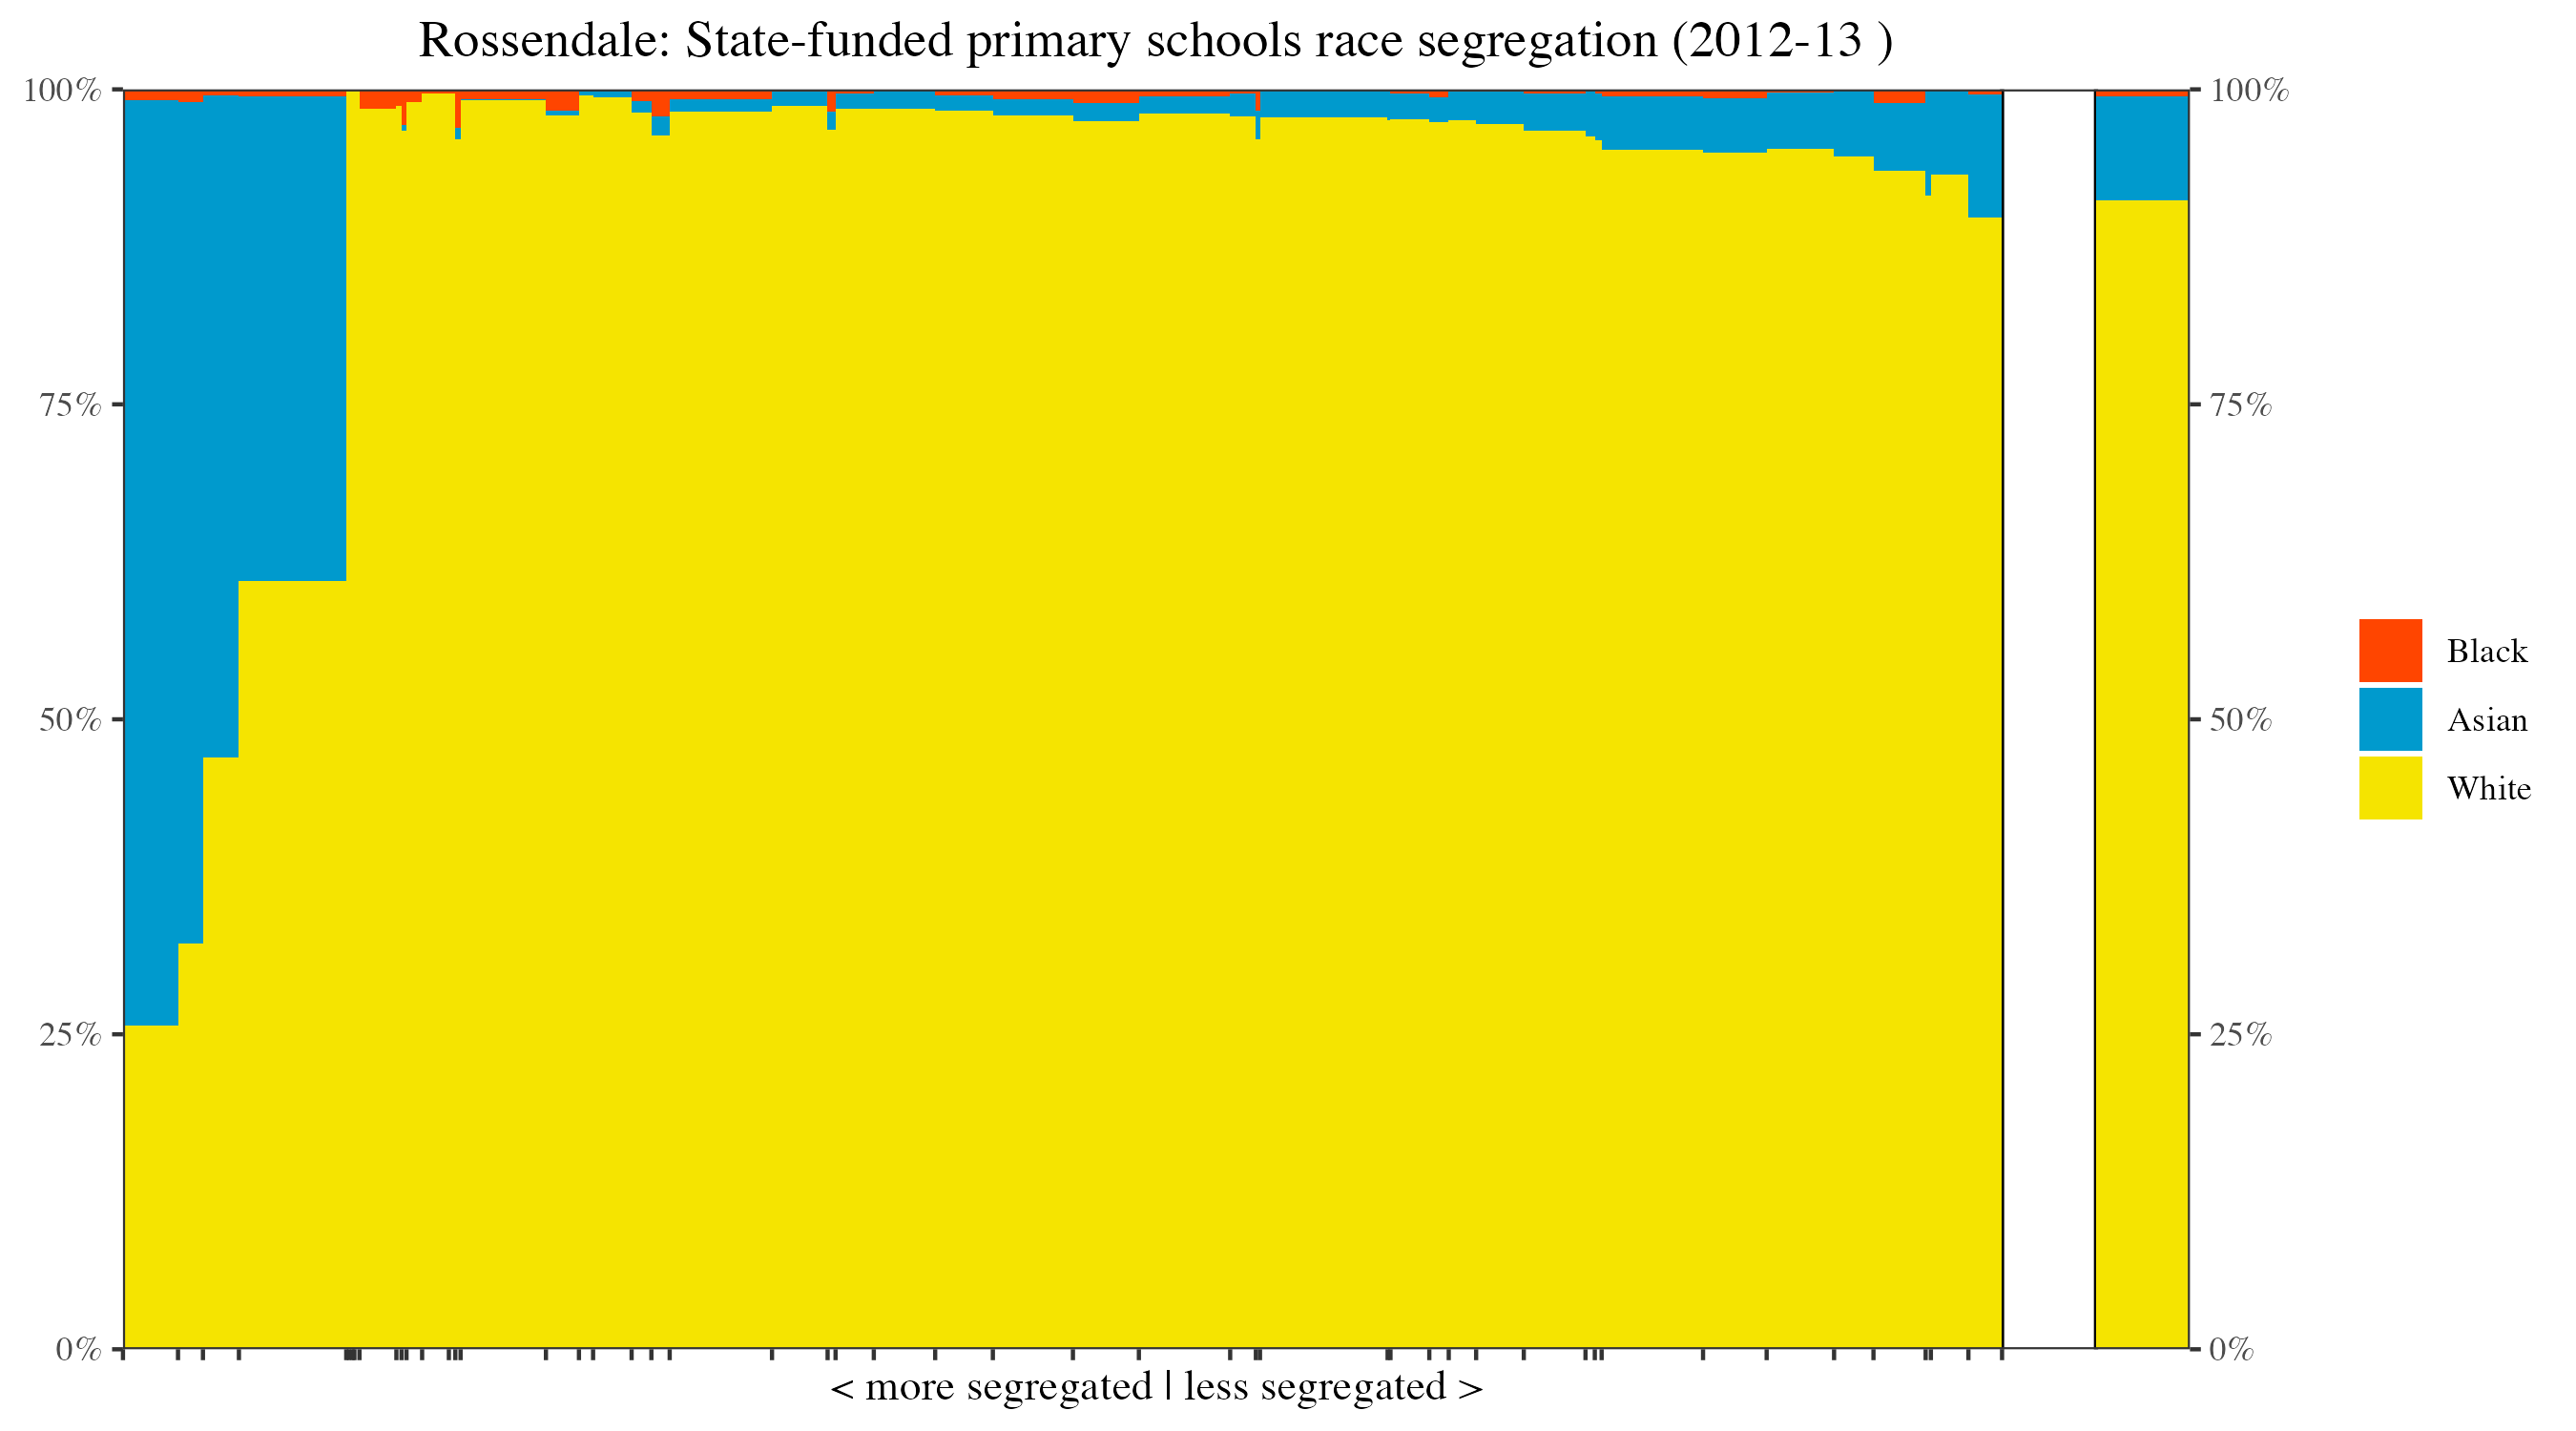 Rossendale: State-funded primary schools race segregation (2012-13 )
100%
75%
50%
25%
0%
100%
75%
50%
25%
0%
Black
Asian
White
< more segregated | less segregated >